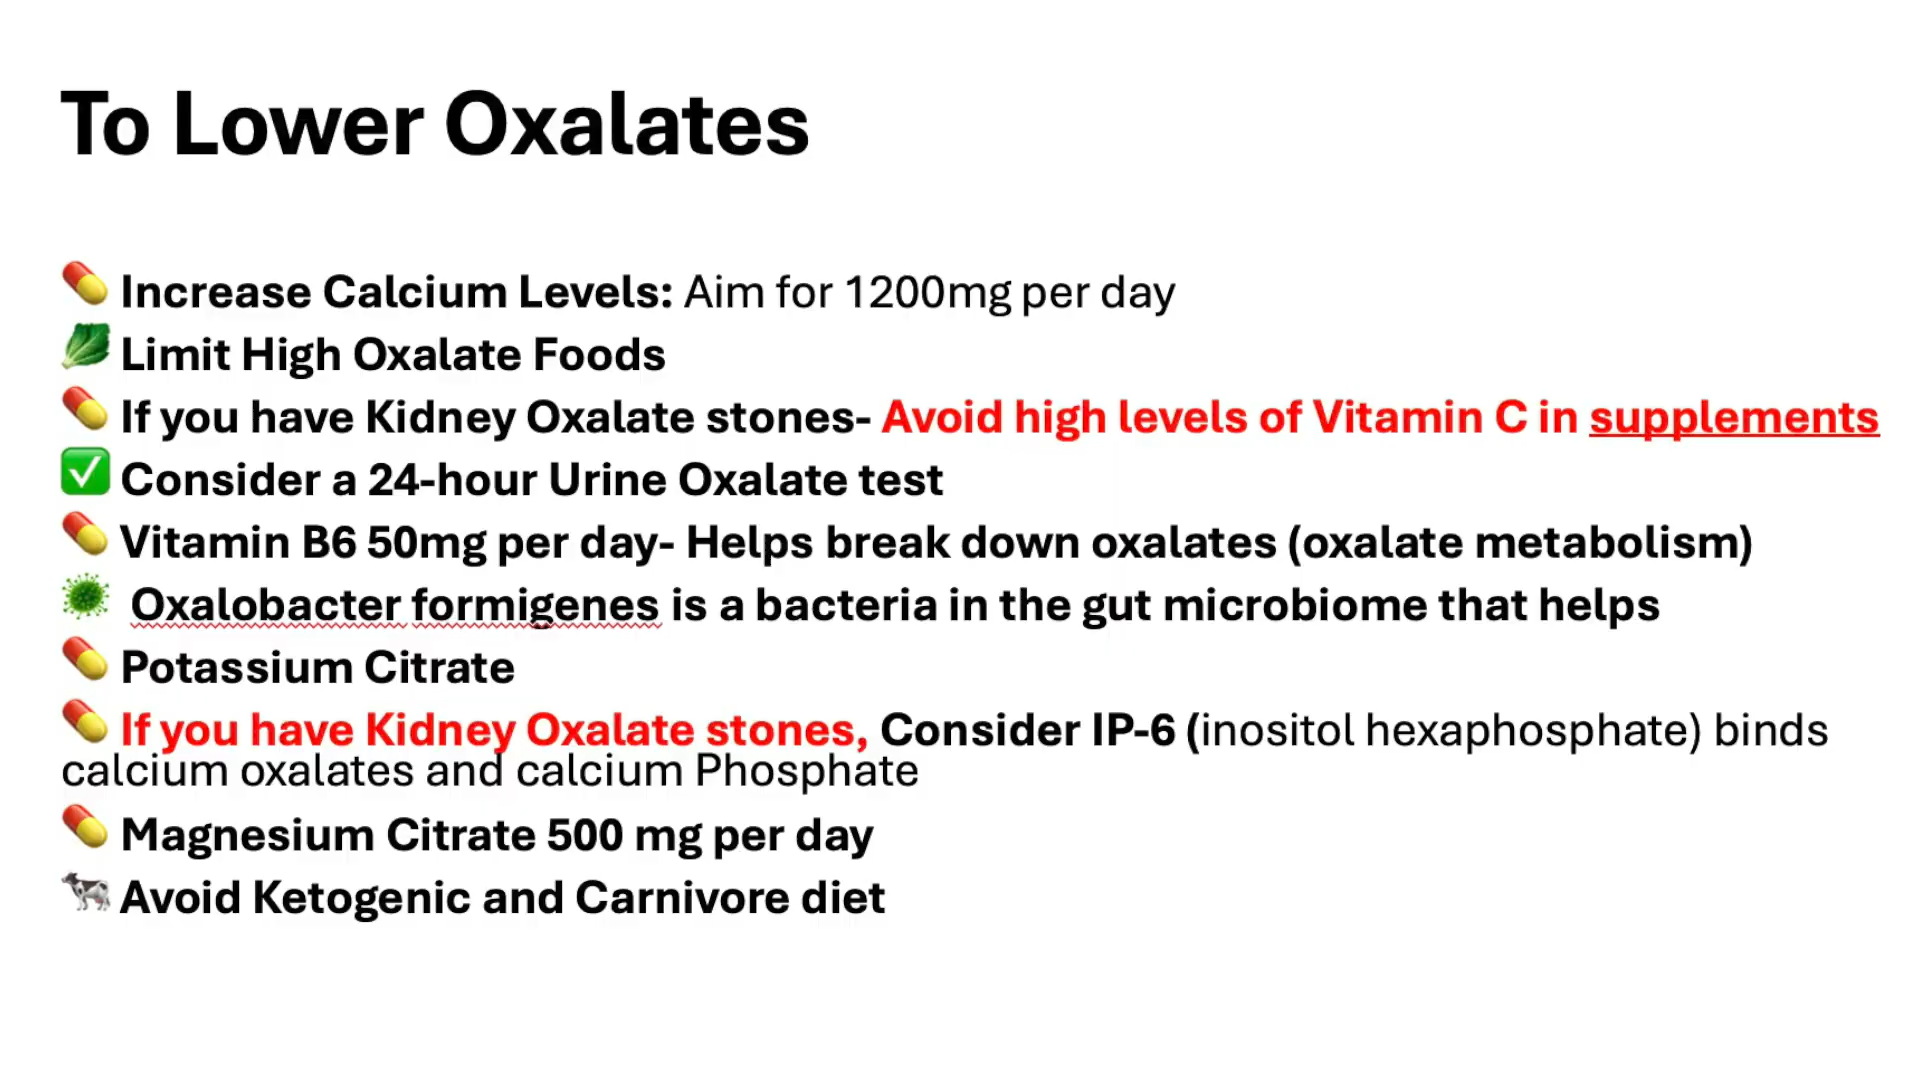 To Lower Oxalates
💊 Increase Calcium Levels: Aim for 1200mg per day
🥬 Limit High Oxalate Foods
💊 If you have Kidney Oxalate stones- Avoid high levels of Vitamin C in supplements
✅ Consider a 24-hour Urine Oxalate test
💊 Vitamin B6 50mg per day- Helps break down oxalates (oxalate metabolism)
🦠 Oxalobacter formigenes is a bacteria in the gut microbiome that helps
💊 Potassium Citrate
💊 If you have Kidney Oxalate stones, Consider IP-6 (inositol hexaphosphate) binds
calcium oxalates and calcium Phosphate
💊 Magnesium Citrate 500 mg per day
🐄 Avoid Ketogenic and Carnivore diet